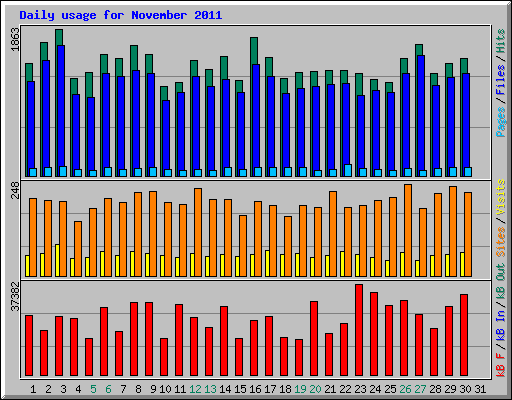 Daily usage for November 2011
1863
Pages / Files / Hits
248
Sites / Visits
37382
kB F / kB In / kB Out
1 2 3 4 5 6 7 8 9 10 11 12 13 14 15 16 17 18 19 20 21 22 23 24 25 26 27 28 29 30 31